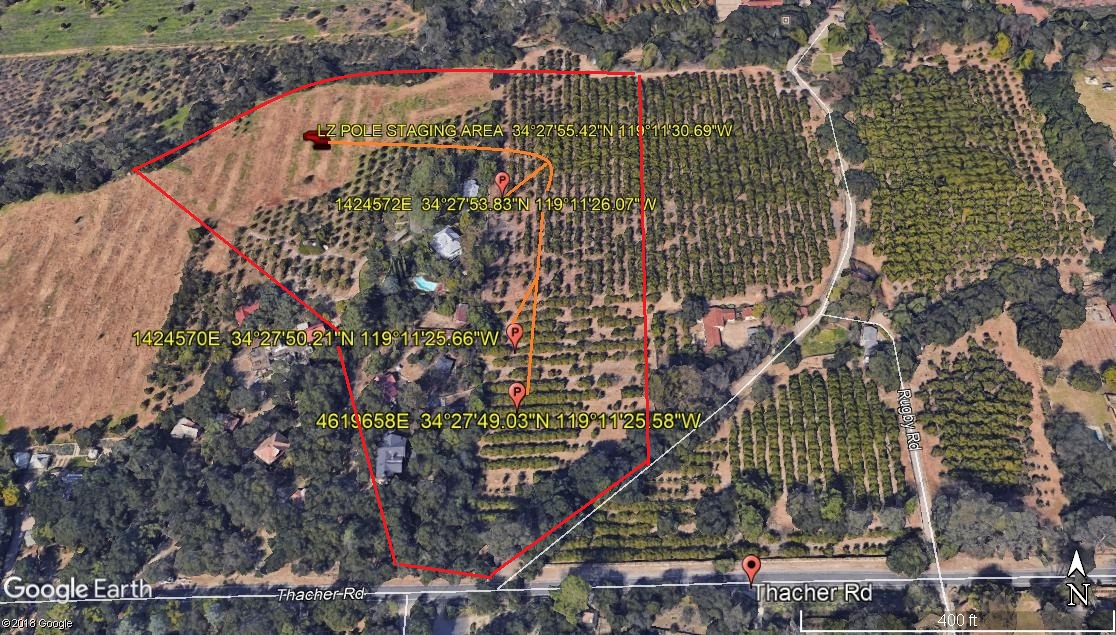 LZ POLE STAGING AREA 34°27'55.42"N 119°11'30.69"W
P
1424572E 34°27'53.83"N 119°11'26.07"W
P
1424570E 34°27'50.21"N 119°11'25.66"W
P
4619658E 34°27'49.03"N 119°11'25.58"W
Rugby Rd
Google Earth
Thacher Rd
Thacher Rd
N
©2018 Google
400 ft